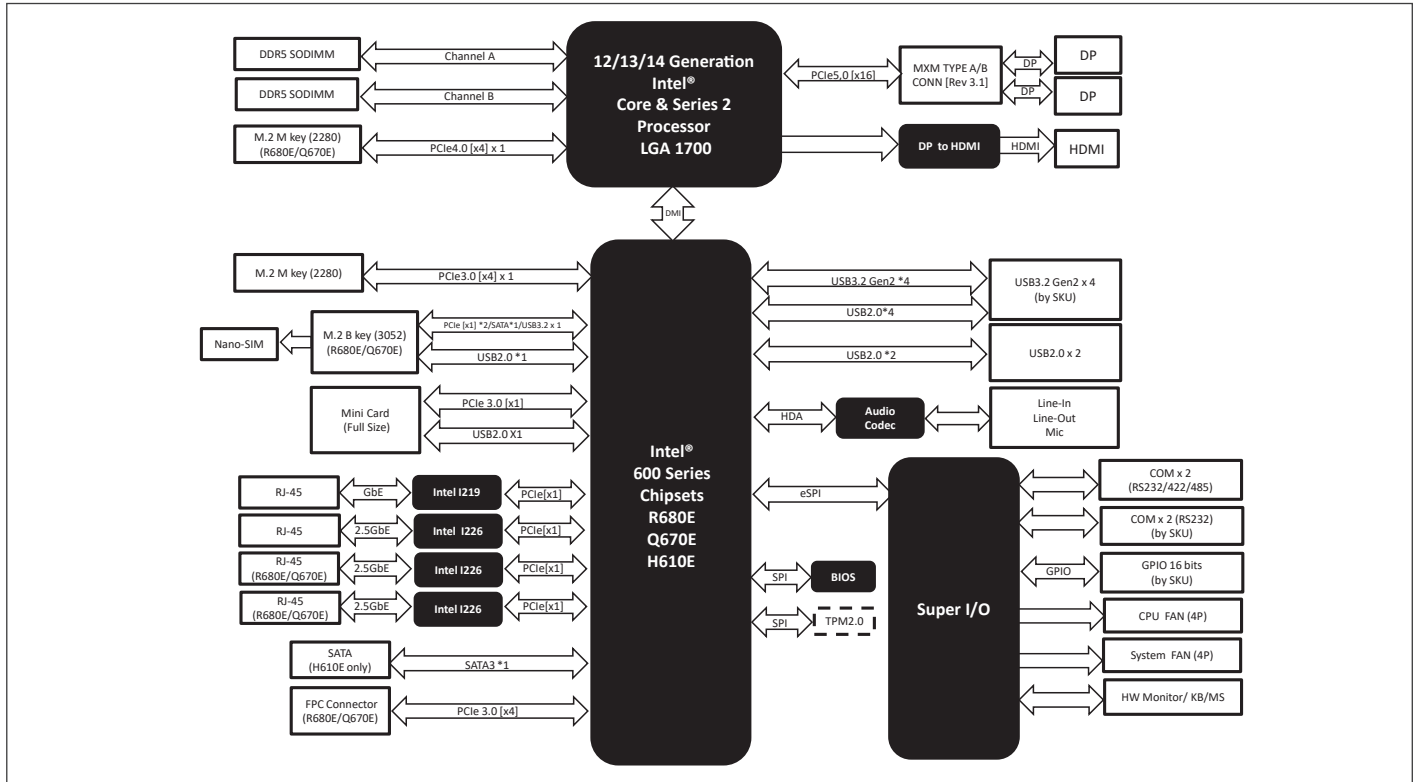 DDR5 SODIMM
Channel A
DDR5 SODIMM
Channel B
M.2 M key (2280)
(R680E/Q670E)
PCIe4.0 [x4] x 1
12/13/14 Generation
Intel®
Core & Series 2
Processor
LGA 1700
PCIe5,0 [x16]
MXM TYPE A/B
CONN [Rev 3.1]
DP
DP
DP
DP
DP to HDMI
HDMI
HDMI
DMI
M.2 M key (2280)
PCIe3.0 [x4] x 1
Nano-SIM
M.2 B key (3052)
(R680E/Q670E)
PCIe [x1] *2/SATA*1/USB3.2 x 1
USB2.0 *1
Mini Card
(Full Size)
PCIe 3.0 [x1]
USB2.0 X1
RJ-45
GbE
Intel I219
PCIe[x1]
RJ-45
2.5GbE
Intel I226
PCIe[x1]
RJ-45
(R680E/Q670E)
2.5GbE
Intel I226
PCIe[x1]
RJ-45
(R680E/Q670E)
2.5GbE
Intel I226
PCIe[x1]
SATA
(H610E only)
SATA3 *1
FPC Connector
(R680E/Q670E)
PCIe 3.0 [x4]
Intel®
600 Series
Chipsets
R680E
Q670E
H610E
USB3.2 Gen2 *4
USB2.0*4
USB3.2 Gen2 x 4
(by SKU)
USB2.0 *2
USB2.0 x 2
HDA
Audio
Codec
Line-In
Line-Out
Mic
eSPI
SPI
BIOS
SPI
TPM2.0
Super I/O
COM x 2
(RS232/422/485)
COM x 2 (RS232)
(by SKU)
GPIO
GPIO 16 bits
(by SKU)
CPU FAN (4P)
System FAN (4P)
HW Monitor/ KB/MS